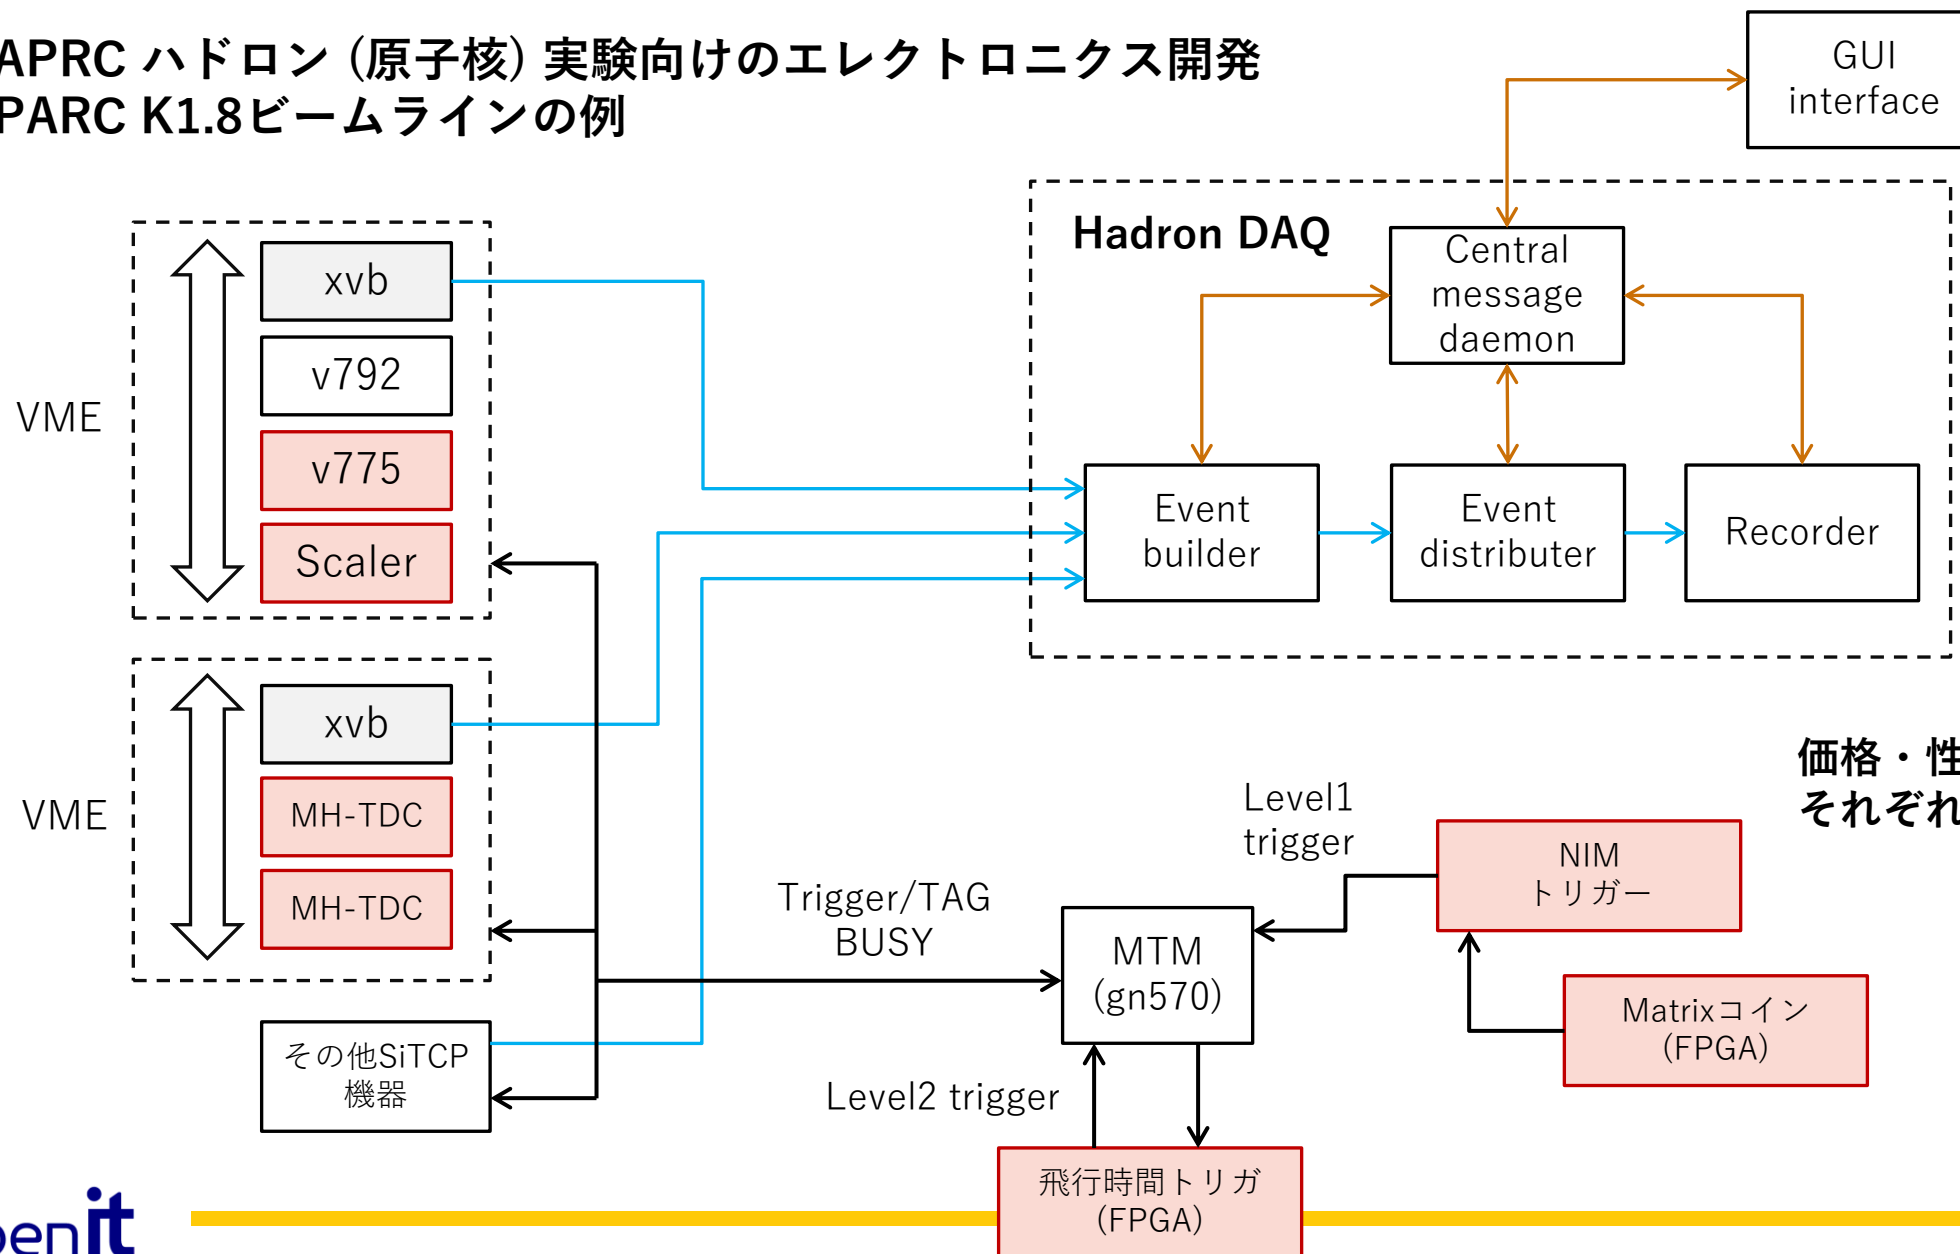 APRC ハドロン (原子核) 実験向けのエレクトロニクス開発
PARC K1.8ビームラインの例
GUI
interface
Hadron DAQ
Central
message
daemon
xvb
v792
v775
Scaler
VME
Event
builder
Event
distributer
Recorder
xvb
MH-TDC
MH-TDC
VME
価格・性
それぞれ
Level1
trigger
NIM
トリガー
Trigger/TAG
BUSY
MTM
(gn570)
Matrixコイン
(FPGA)
その他SiTCP
機器
Level2 trigger
飛行時間トリガ
(FPGA)
penit